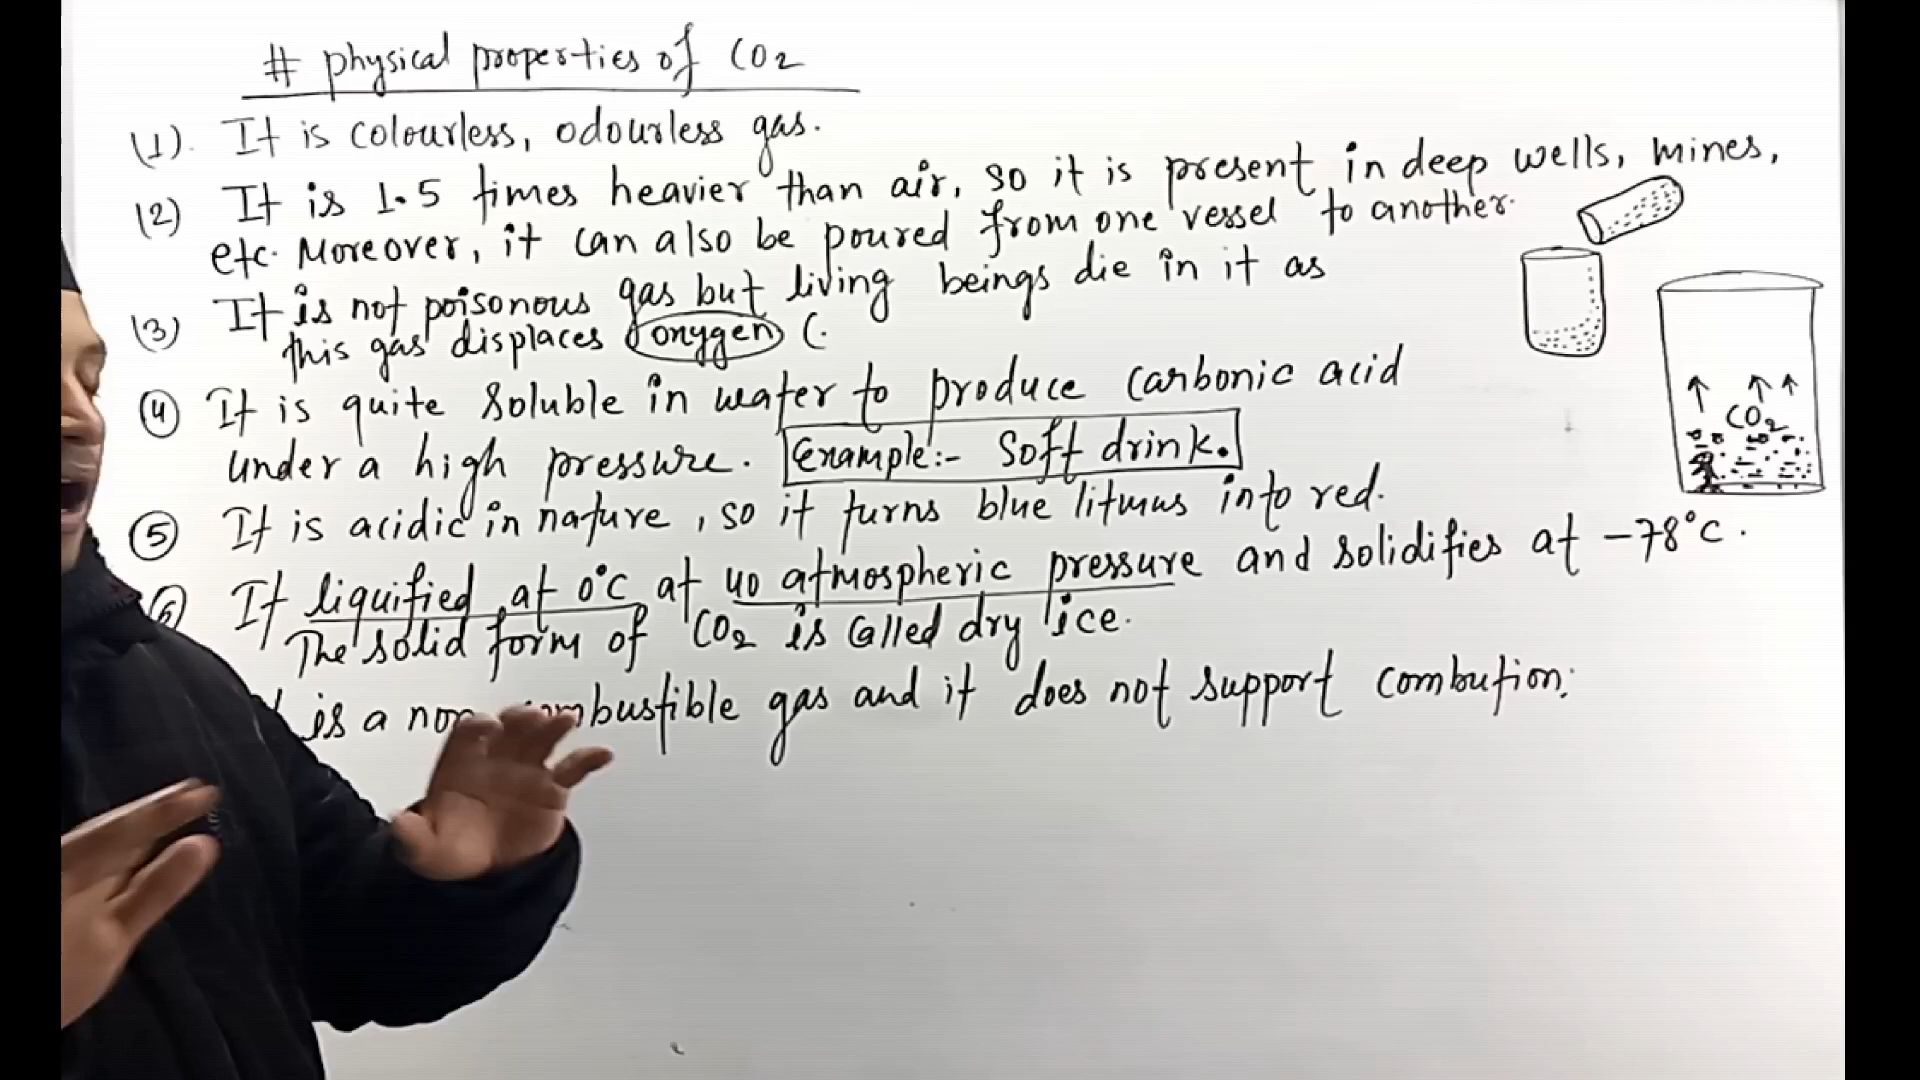 # physical properties of CO2
(1). It is colourless, odourless gas.
(2) It is 1.5 times heavier than air, so it is present in deep wells, mines,
etc. Moreover, it can also be poured from one vessel to another.
(3) It is not poisonous gas but living beings die in it as
this gas displaces oxygen (.
(4) It is quite soluble in water to produce carbonic acid
under a high pressure. Example:- Soft drink.
(5) It is acidic in nature, so it turns blue litmus into red.
(6) It liquified at 0°C at 40 atmospheric pressure and solidifies at -78°C.
The solid form of CO2 is called dry ice.
is a non combustible gas and it does not support combution.
CO2